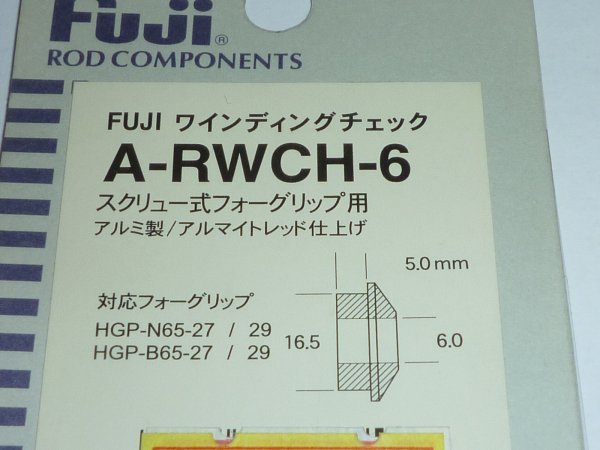 Fuji®
ROD COMPONENTS
FUJI ワインディングチェック
A-RWCH-6
スクリュー式フォーグリップ用
アルミ製/アルマイトレッド仕上げ
5.0mm
対応フォーグリップ
HGP-N65-27 / 29
HGP-B65-27 / 29
16.5
6.0